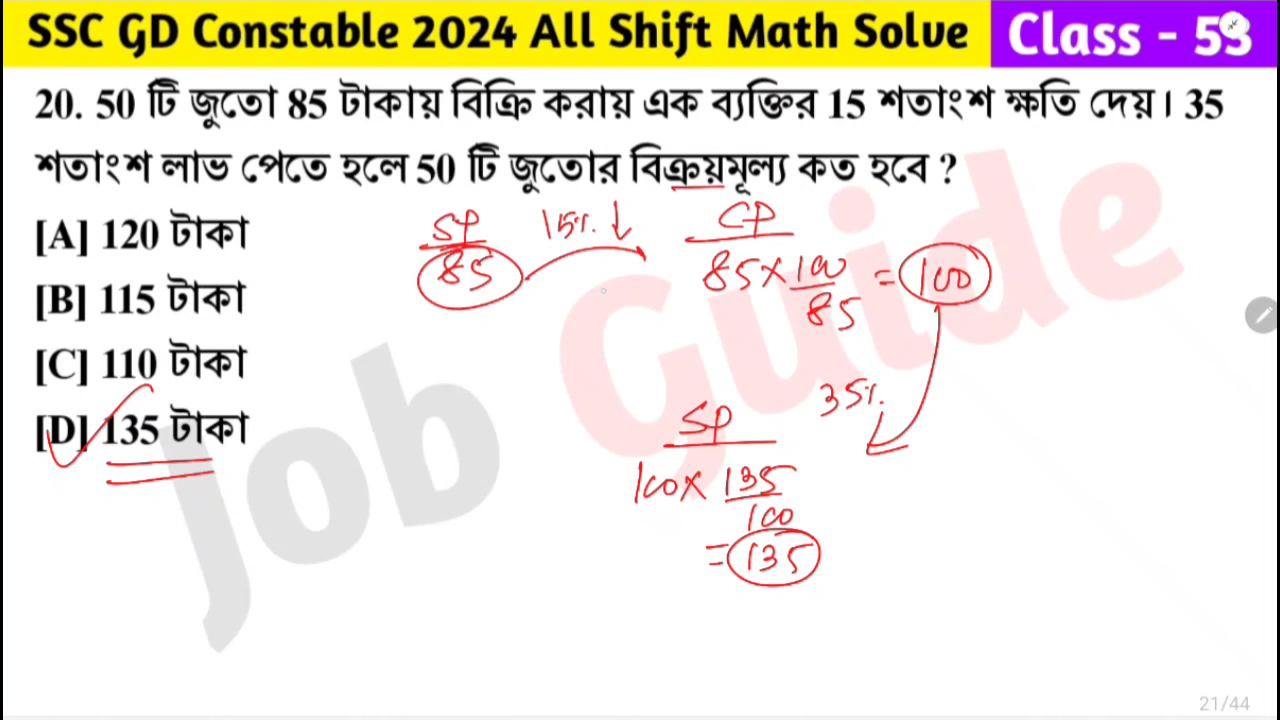 SSC GD Constable 2024 All Shift Math Solve
Class - 53
20. 50 টি জুতো 85 টাকায় বিক্রি করায় এক ব্যক্তির 15 শতাংশ ক্ষতি দেয়। 35
শতাংশ লাভ পেতে হলে 50 টি জুতোর বিক্রয়মূল্য কত হবে ?
[A] 120 টাকা
[B] 115 টাকা
[C] 110 টাকা
[D] 135 টাকা
SP 15% ↓ CP
85 85 × 100/85 = 100
35%
SP
100 × 135/100
= 135
Job Guide
21/44